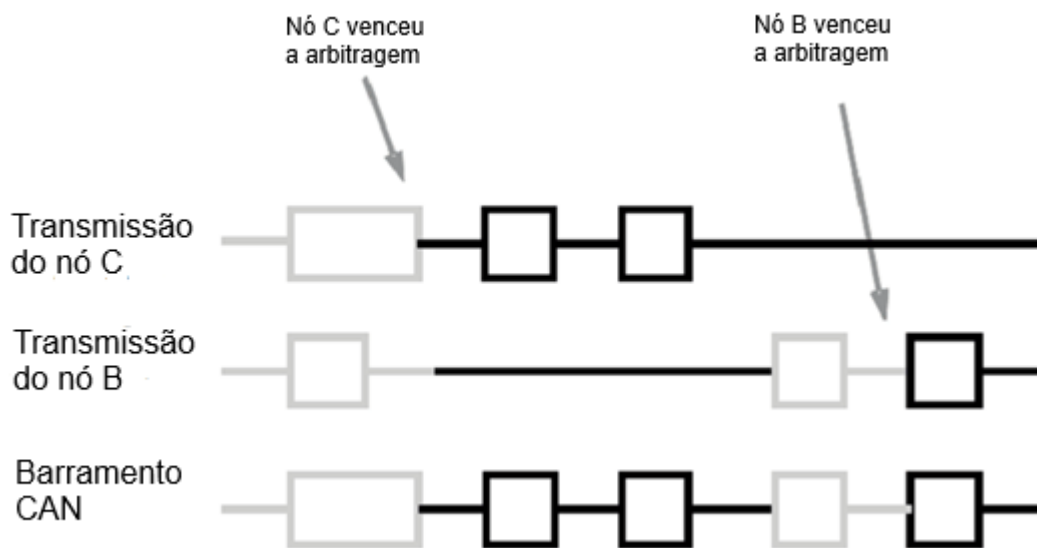 Nó C venceu
a arbitragem
Nó B venceu
a arbitragem
Transmissão
do nó C
Transmissão
do nó B
Barramento
CAN